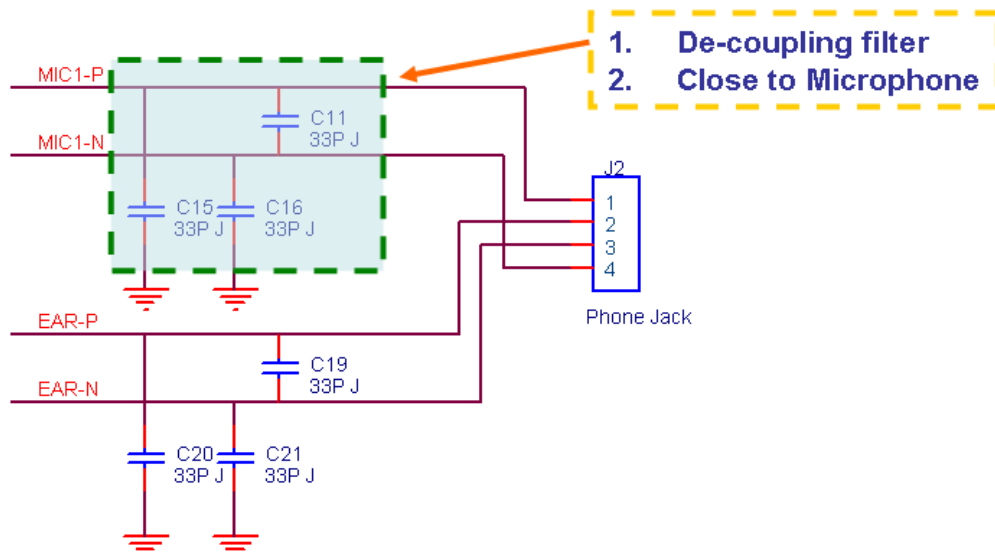 1. De-coupling filter
2. Close to Microphone
MIC1-P
C11
33P J
MIC1-N
J2
C15
33P J
C16
33P J
1
2
3
4
Phone Jack
EAR-P
C19
33P J
EAR-N
C20
33P J
C21
33P J